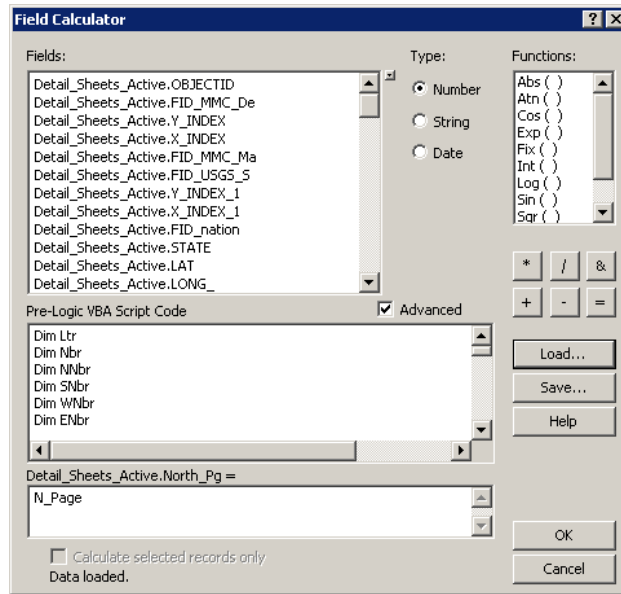 Field Calculator
Fields:
Type:
Functions:
Detail_Sheets_Active.OBJECTID
Detail_Sheets_Active.FID_MMC_De
Detail_Sheets_Active.Y_INDEX
Detail_Sheets_Active.X_INDEX
Detail_Sheets_Active.FID_MMC_Ma
Detail_Sheets_Active.FID_USGS_S
Detail_Sheets_Active.Y_INDEX_1
Detail_Sheets_Active.X_INDEX_1
Detail_Sheets_Active.FID_nation
Detail_Sheets_Active.STATE
Detail_Sheets_Active.LAT
Detail_Sheets_Active.LONG_
Number
String
Date
Abs ( )
Atn ( )
Cos ( )
Exp ( )
Fix ( )
Int ( )
Log ( )
Sin ( )
Sqr ( )
* / &
+ - =
Pre-Logic VBA Script Code
Advanced
Dim Ltr
Dim Nbr
Dim NNbr
Dim SNbr
Dim WNbr
Dim ENbr
Load...
Save...
Help
Detail_Sheets_Active.North_Pg =
N_Page
Calculate selected records only
Data loaded.
OK
Cancel